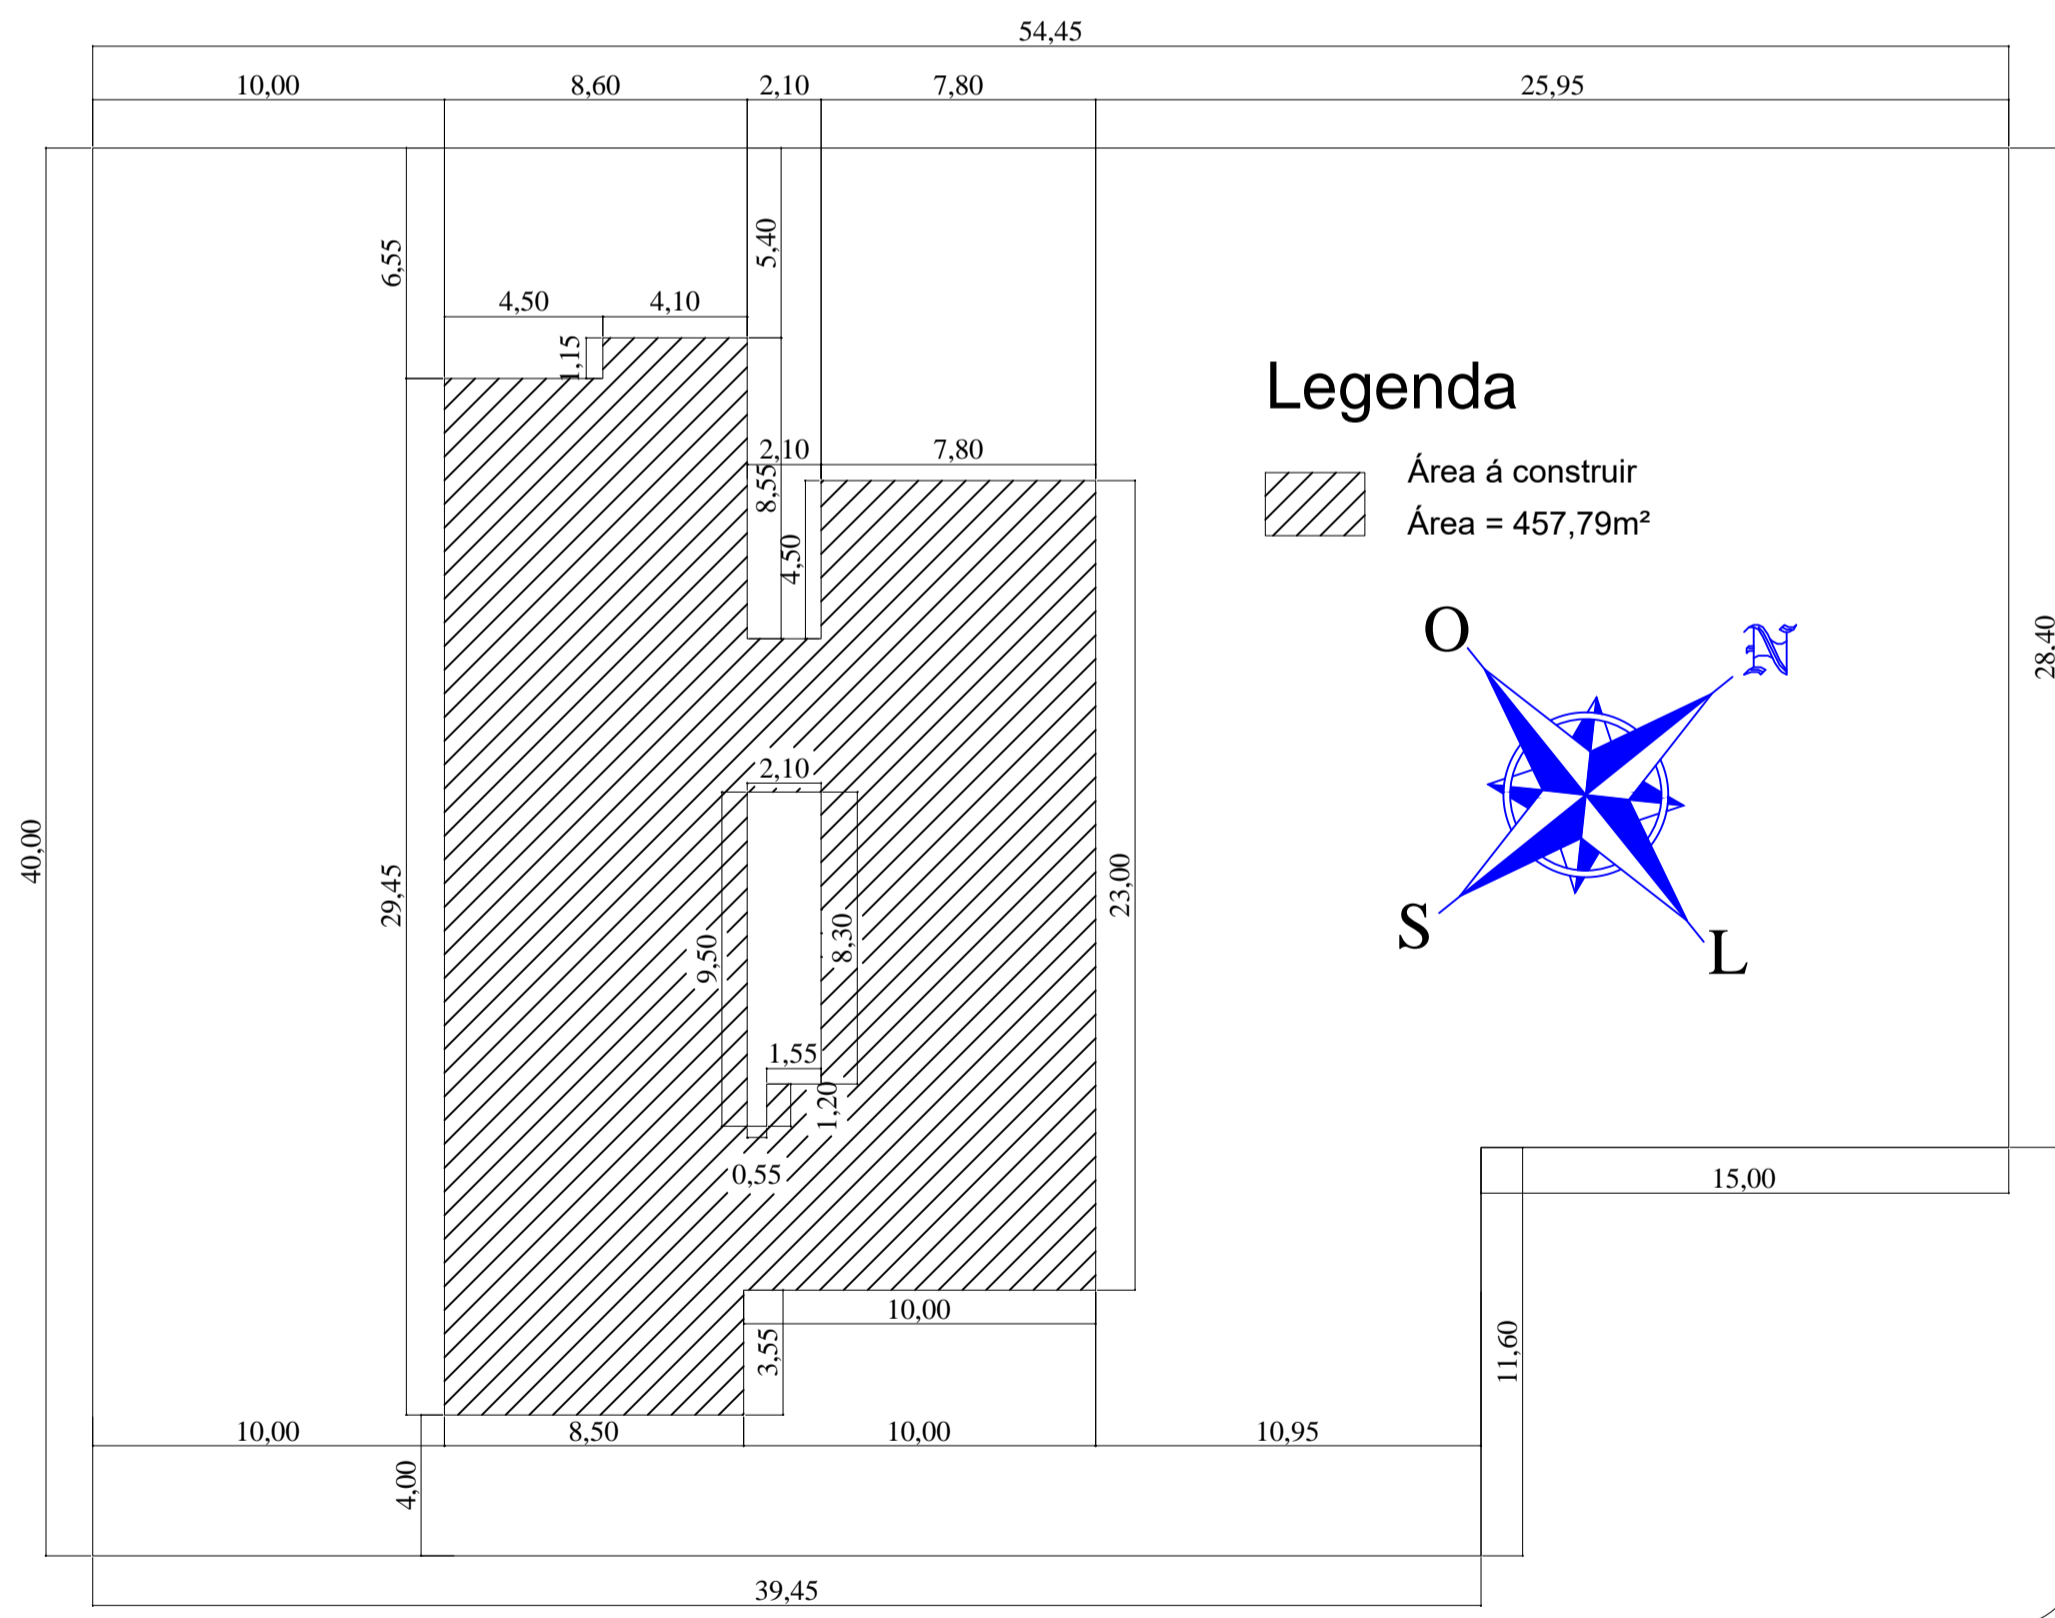 54,45
10,00 8,60 2,10 7,80 25,95
6,55
5,40
4,50 4,10
1,15
2,10 7,80
8,55
4,50
Legenda
Área á construir
Área = 457,79m²
O
N
S
L
28,40
40,00
29,45
2,10
9,50
8,30
23,00
1,55
1,20
0,55
15,00
10,00
3,55
11,60
10,00 8,50 10,00 10,95
4,00
39,45